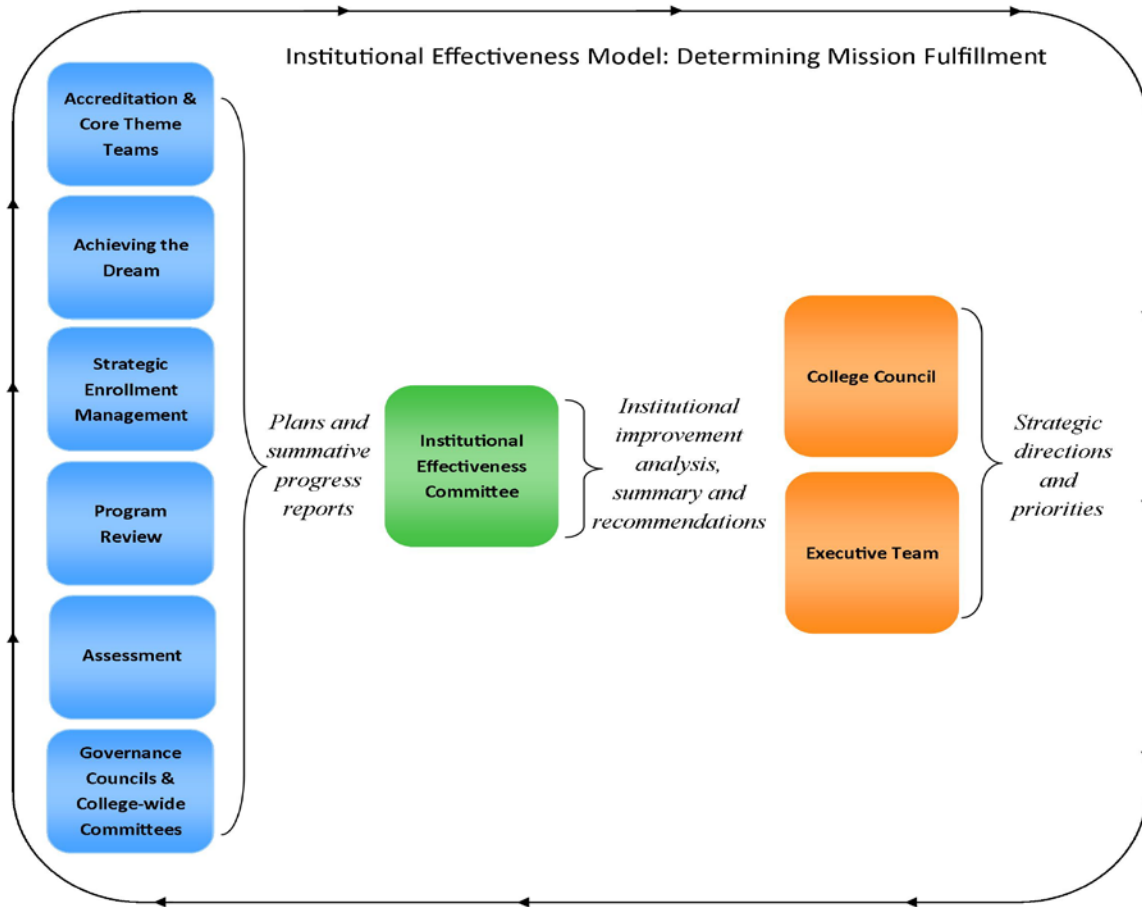 Institutional Effectiveness Model: Determining Mission Fulfillment
Accreditation &
Core Theme
Teams
Achieving the
Dream
Strategic
Enrollment
Management
Program
Review
Assessment
Governance
Councils &
College-wide
Committees
Plans and
summative
progress
reports
Institutional
Effectiveness
Committee
Institutional
improvement
analysis,
summary and
recommendations
College Council
Executive Team
Strategic
directions
and
priorities